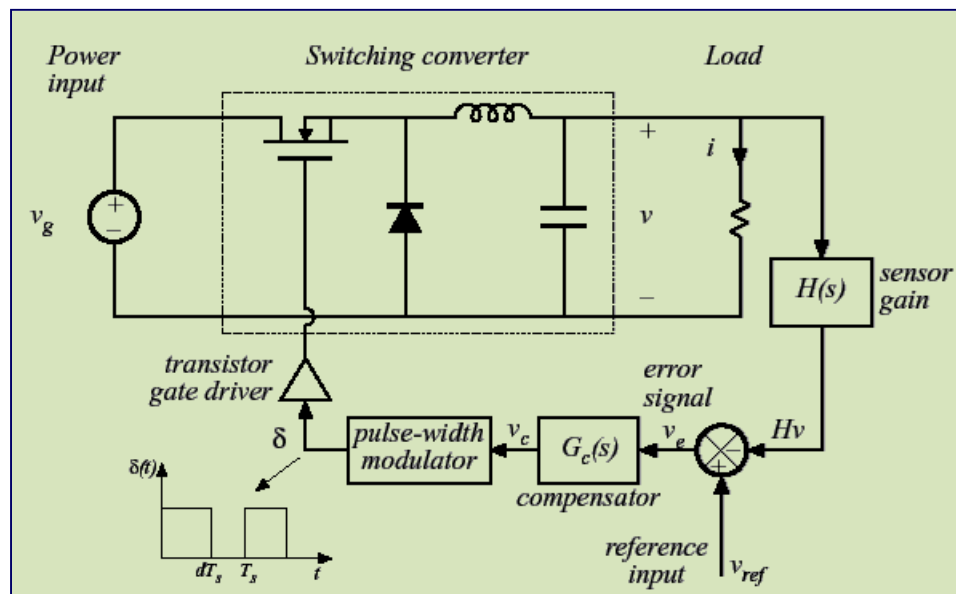 Power
input
Switching converter
Load
+
i
v_g
+
−
v
−
H(s)
sensor
gain
transistor
gate driver
error
signal
δ
pulse-width
modulator
v_c
G_c(s)
v_e
Hv
−
+
compensator
δ(t)
dT_s
T_s
t
reference
input
v_ref